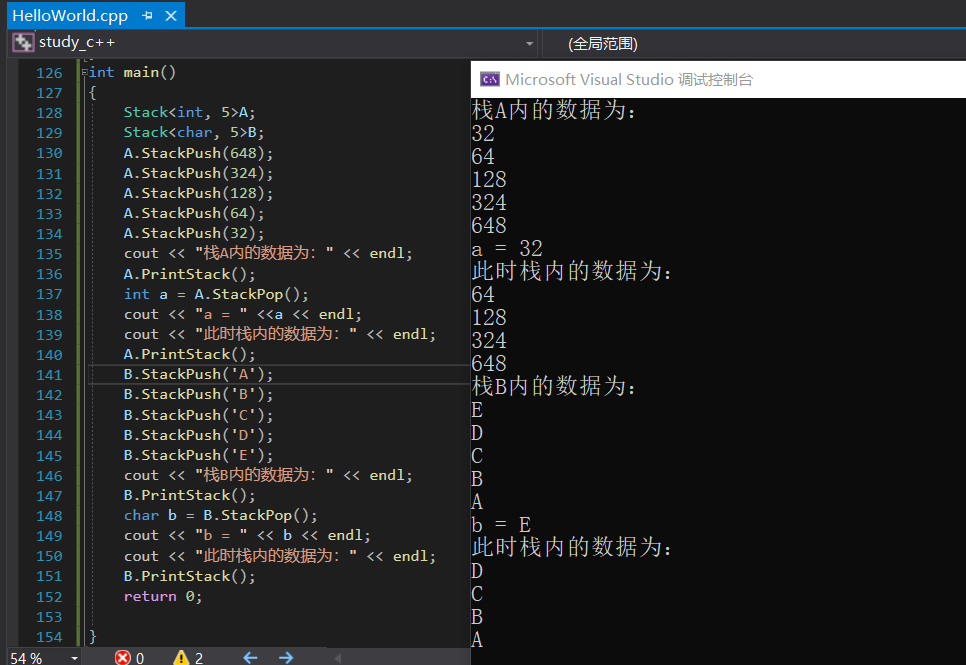 HelloWorld.cpp
study_c++
(全局范围)
126 int main()
127 {
128 Stack<int, 5>A;
129 Stack<char, 5>B;
130 A.StackPush(648);
131 A.StackPush(324);
132 A.StackPush(128);
133 A.StackPush(64);
134 A.StackPush(32);
135 cout << "栈A内的数据为: " << endl;
136 A.PrintStack();
137 int a = A.StackPop();
138 cout << "a = " <<a << endl;
139 cout << "此时栈内的数据为: " << endl;
140 A.PrintStack();
141 B.StackPush('A');
142 B.StackPush('B');
143 B.StackPush('C');
144 B.StackPush('D');
145 B.StackPush('E');
146 cout << "栈B内的数据为: " << endl;
147 B.PrintStack();
148 char b = B.StackPop();
149 cout << "b = " << b << endl;
150 cout << "此时栈内的数据为: " << endl;
151 B.PrintStack();
152 return 0;
153
154 }
54 %
0
2
Microsoft Visual Studio 调试控制台
栈A内的数据为:
32
64
128
324
648
a = 32
此时栈内的数据为:
64
128
324
648
栈B内的数据为:
E
D
C
B
A
b = E
此时栈内的数据为:
D
C
B
A